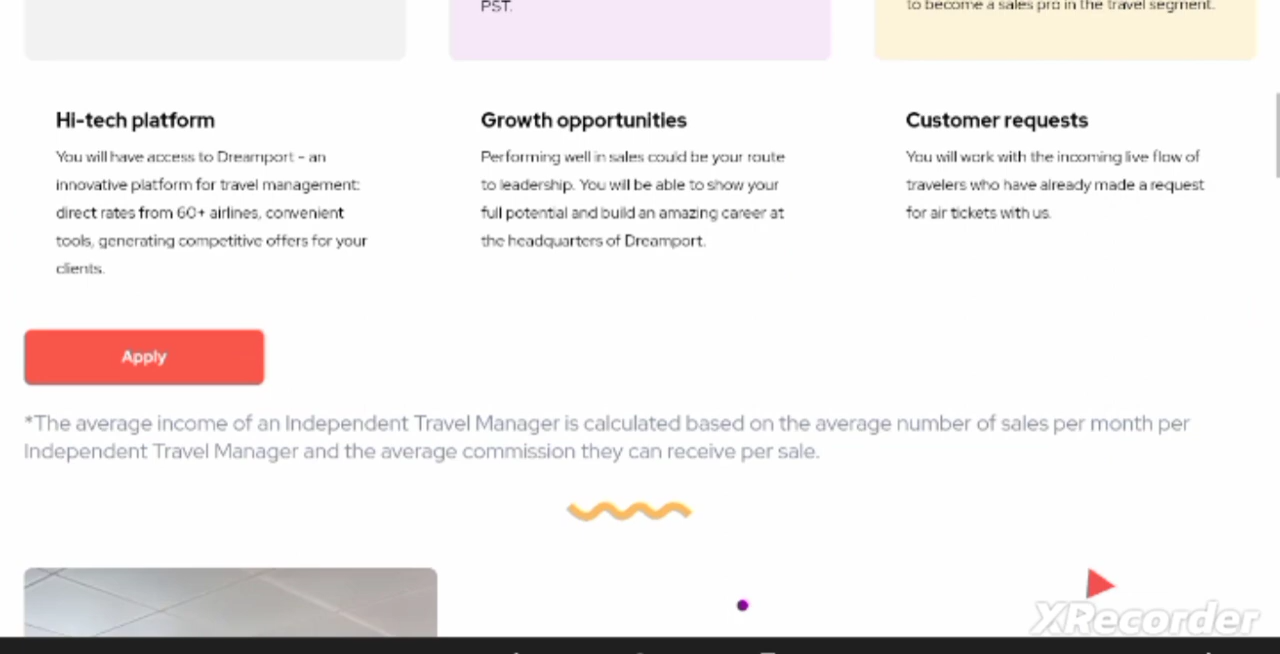 PST.
to become a sales pro in the travel segment.
Hi-tech platform
You will have access to Dreamport - an
innovative platform for travel management:
direct rates from 60+ airlines, convenient
tools, generating competitive offers for your
clients.
Growth opportunities
Performing well in sales could be your route
to leadership. You will be able to show your
full potential and build an amazing career at
the headquarters of Dreamport.
Customer requests
You will work with the incoming live flow of
travelers who have already made a request
for air tickets with us.
Apply
*The average income of an Independent Travel Manager is calculated based on the average number of sales per month per
Independent Travel Manager and the average commission they can receive per sale.
XRecorder